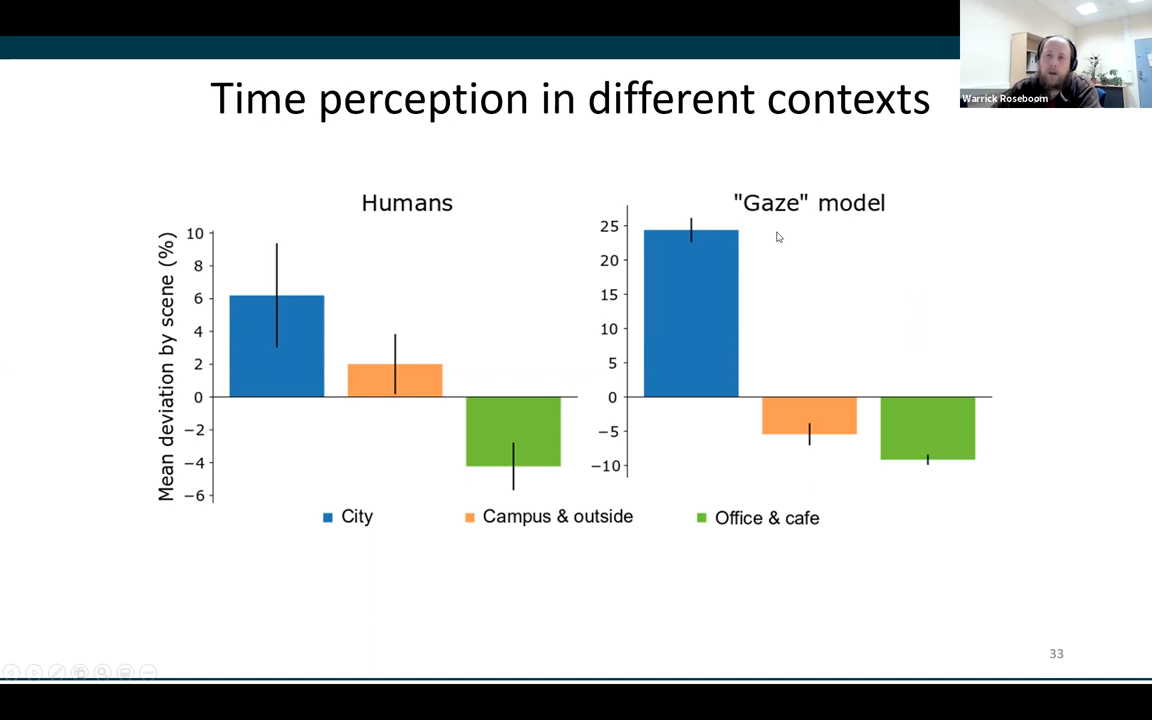 Time perception in different contexts
Warrick Roseboom
Humans
"Gaze" model
Mean deviation by scene (%)
10
8
6
4
2
0
−2
−4
−6
25
20
15
10
5
0
−5
−10
City
Campus & outside
Office & cafe
33